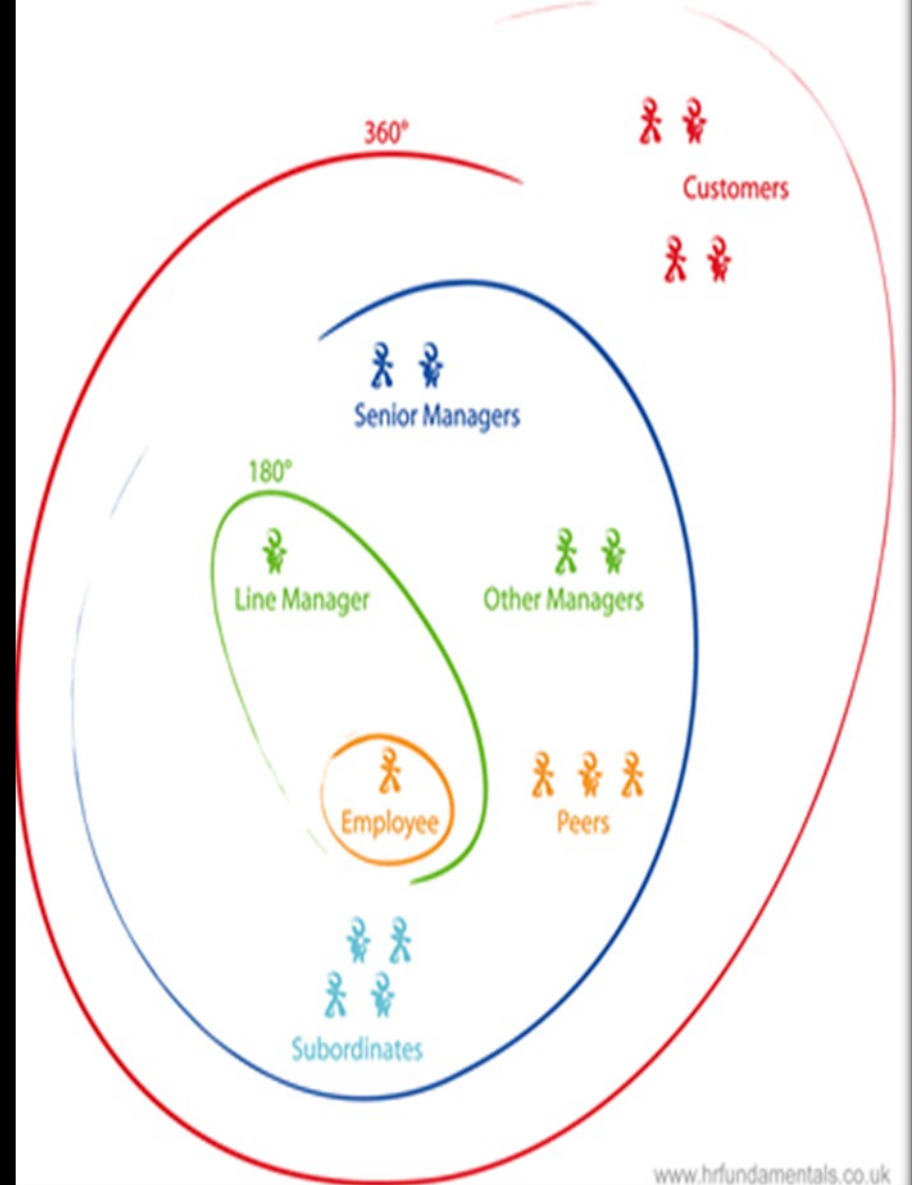 360°
Customers
Senior Managers
180°
Line Manager
Other Managers
Employee
Peers
Subordinates
www.hrfundamentals.co.uk